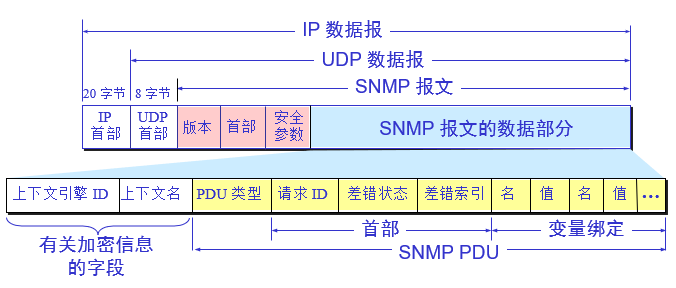 IP 数据报
UDP 数据报
SNMP 报文
20 字节 8 字节
IP 首部 UDP 首部 版本 首部 安全 参数 SNMP 报文的数据部分
上下文引擎 ID 上下文名 PDU 类型 请求 ID 差错状态 差错索引 名 值 名 值 …
有关加密信息
的字段
首部 变量绑定
SNMP PDU